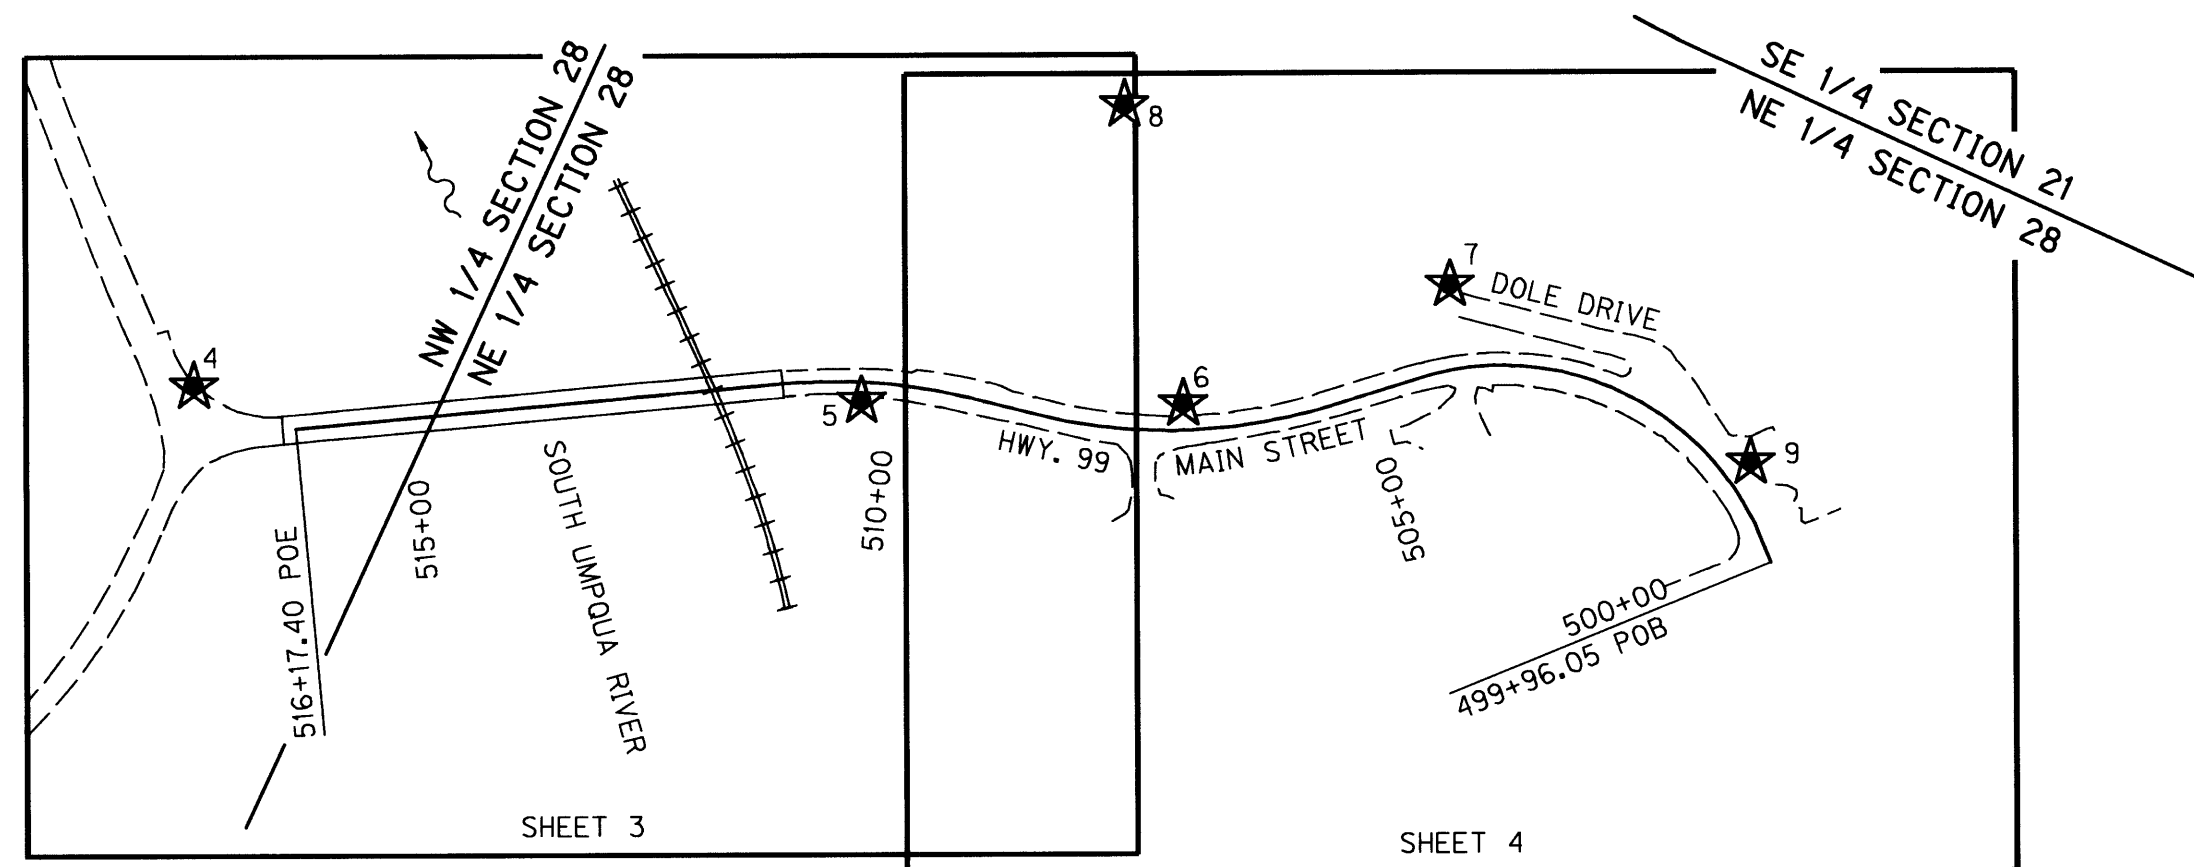 SE 1/4 SECTION 21
NE 1/4 SECTION 28
NW 1/4 SECTION 28
NE 1/4 SECTION 28
8
7
DOLE DRIVE
4
6
5
9
HWY. 99
MAIN STREET
515+00
SOUTH UMPQUA RIVER
510+00
505+00
516+17.40 POE
500+00
499+96.05 POB
SHEET 3
SHEET 4